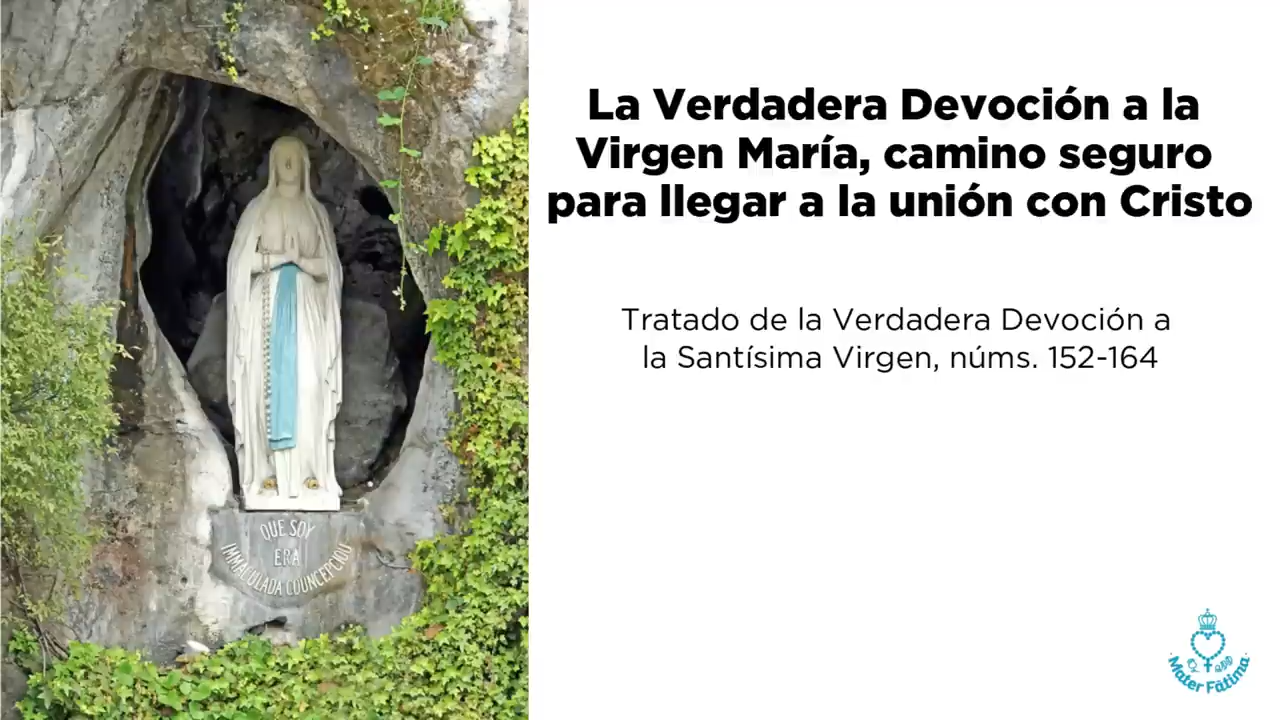 La Verdadera Devoción a la
Virgen María, camino seguro
para llegar a la unión con Cristo
Tratado de la Verdadera Devoción a
la Santísima Virgen, núms. 152-164
QUE SOY
ERA
IMMACULADA COUNCEPCIOU
Mater Fátima